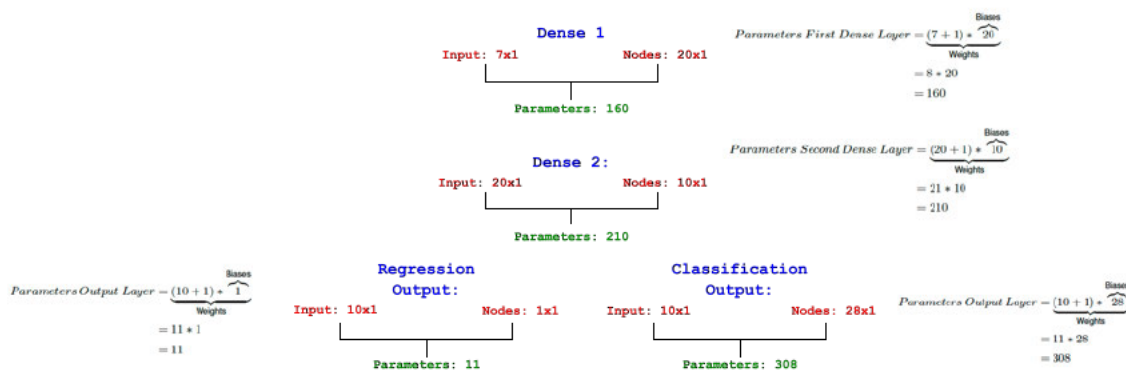 Dense 1
Input: 7x1
Nodes: 20x1
Parameters: 160
Biases
Parameters First Dense Layer = (7 + 1) * 20
Weights
= 8 * 20
= 160
Dense 2:
Input: 20x1
Nodes: 10x1
Parameters: 210
Biases
Parameters Second Dense Layer = (20 + 1) * 10
Weights
= 21 * 10
= 210
Biases
Parameters Output Layer = (10 + 1) * 1
Weights
= 11 * 1
= 11
Regression
Output:
Input: 10x1
Nodes: 1x1
Parameters: 11
Classification
Output:
Input: 10x1
Nodes: 28x1
Parameters: 308
Biases
Parameters Output Layer = (10 + 1) * 28
Weights
= 11 * 28
= 308